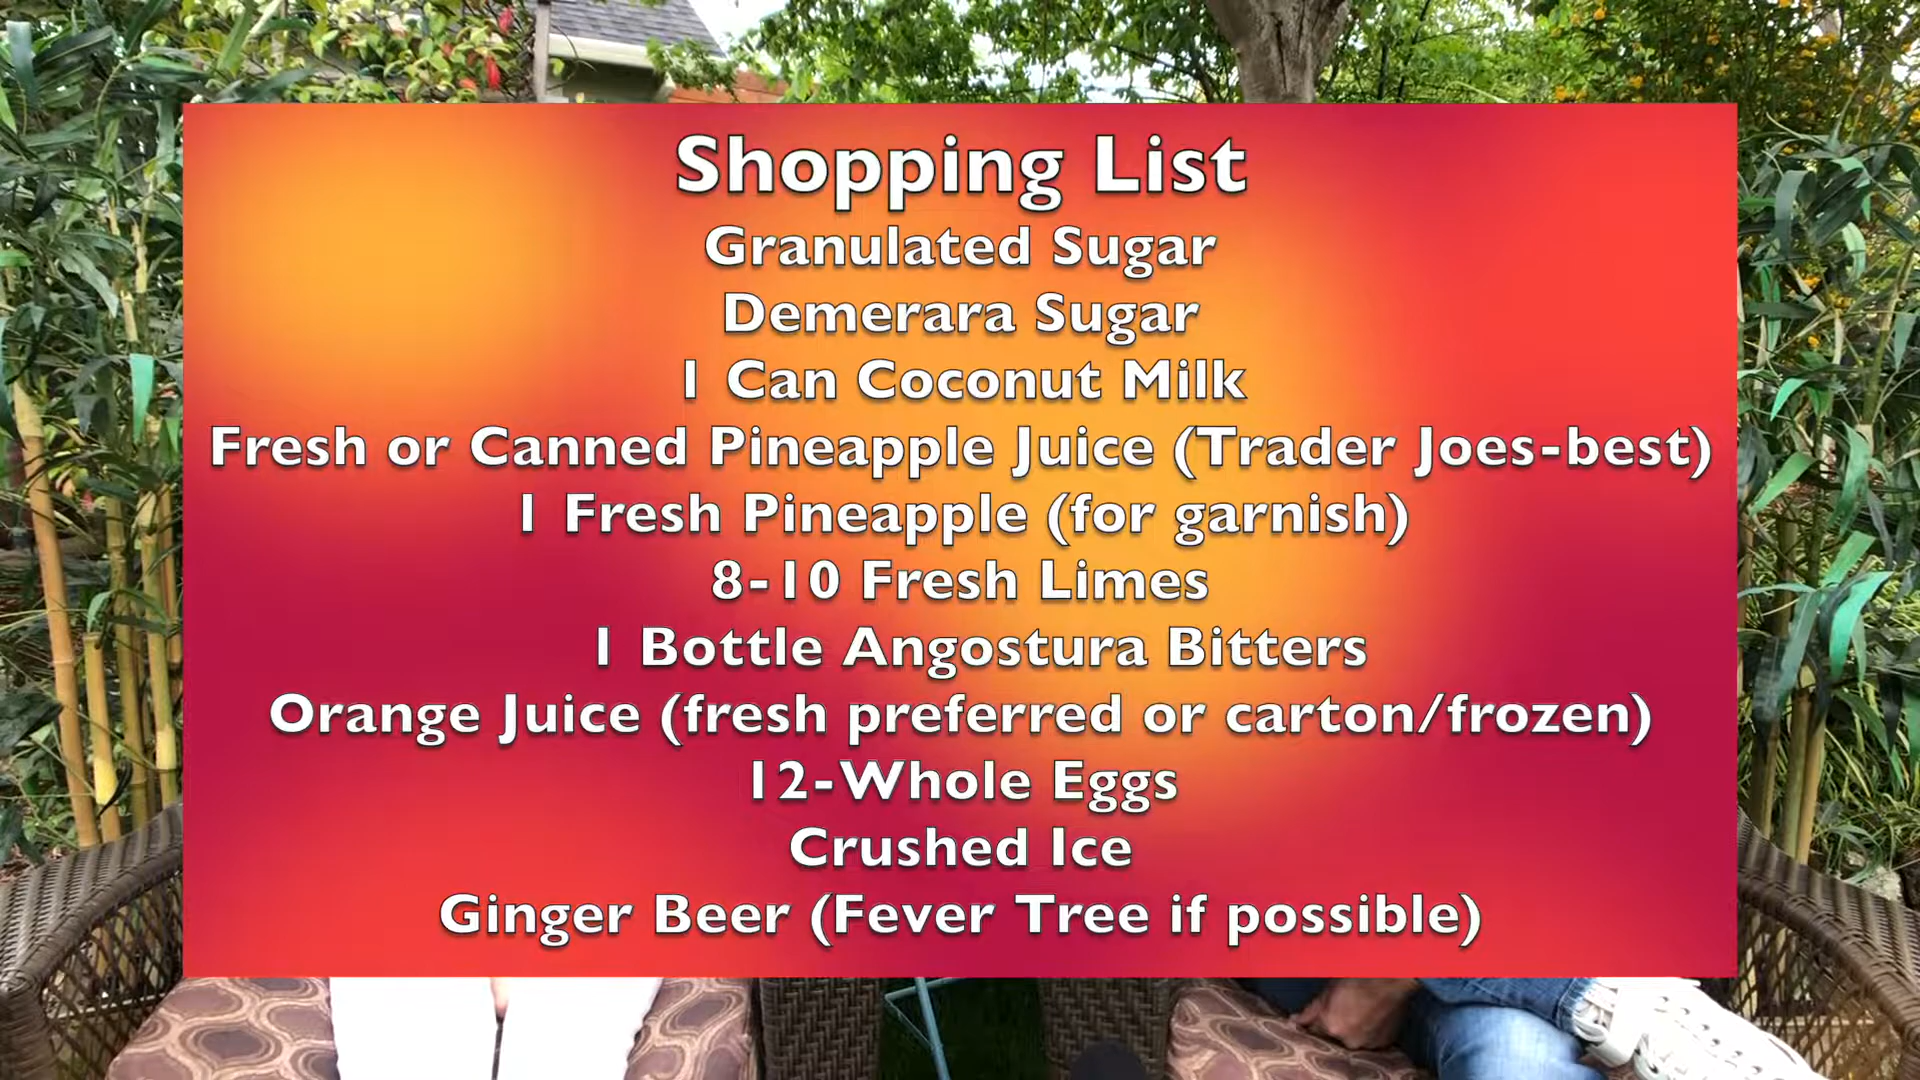 Shopping List
Granulated Sugar
Demerara Sugar
1 Can Coconut Milk
Fresh or Canned Pineapple Juice (Trader Joes-best)
1 Fresh Pineapple (for garnish)
8-10 Fresh Limes
1 Bottle Angostura Bitters
Orange Juice (fresh preferred or carton/frozen)
12-Whole Eggs
Crushed Ice
Ginger Beer (Fever Tree if possible)